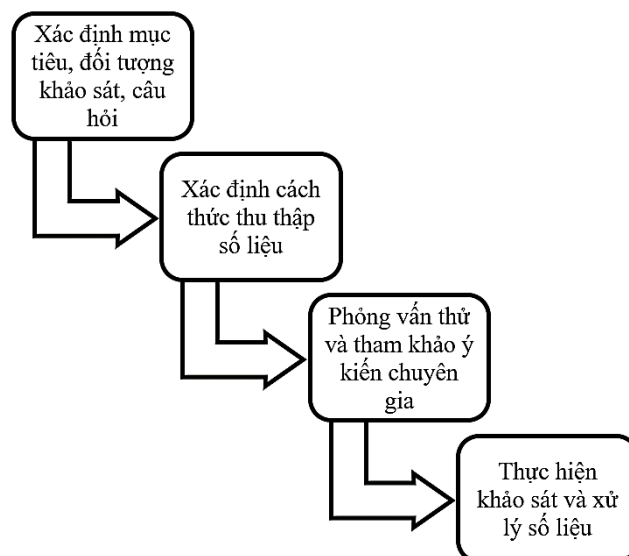 Xác định mục
tiêu, đối tượng
khảo sát, câu
hỏi
Xác định cách
thức thu thập
số liệu
Phỏng vấn thử
và tham khảo ý
kiến chuyên
gia
Thực hiện
khảo sát và xử
lý số liệu